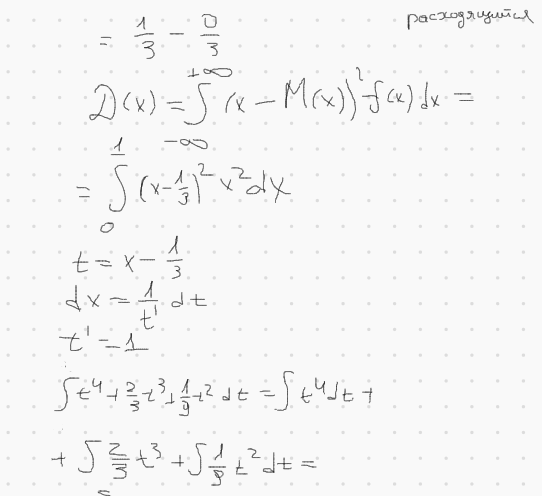 расходящийся
= 1/3 - 0/3
D(x) = ∫_{-∞}^{+∞} (x - M(x))² f(x) dx =
= ∫_0^1 (x - 1/3)² x² dx
t = x - 1/3
dx = 1/t' dt
t' = 1
∫ t⁴ + 2/3 t³ + 1/9 t² dt = ∫ t⁴ dt +
+ ∫ 2/3 t³ + ∫ 1/9 t² dt =